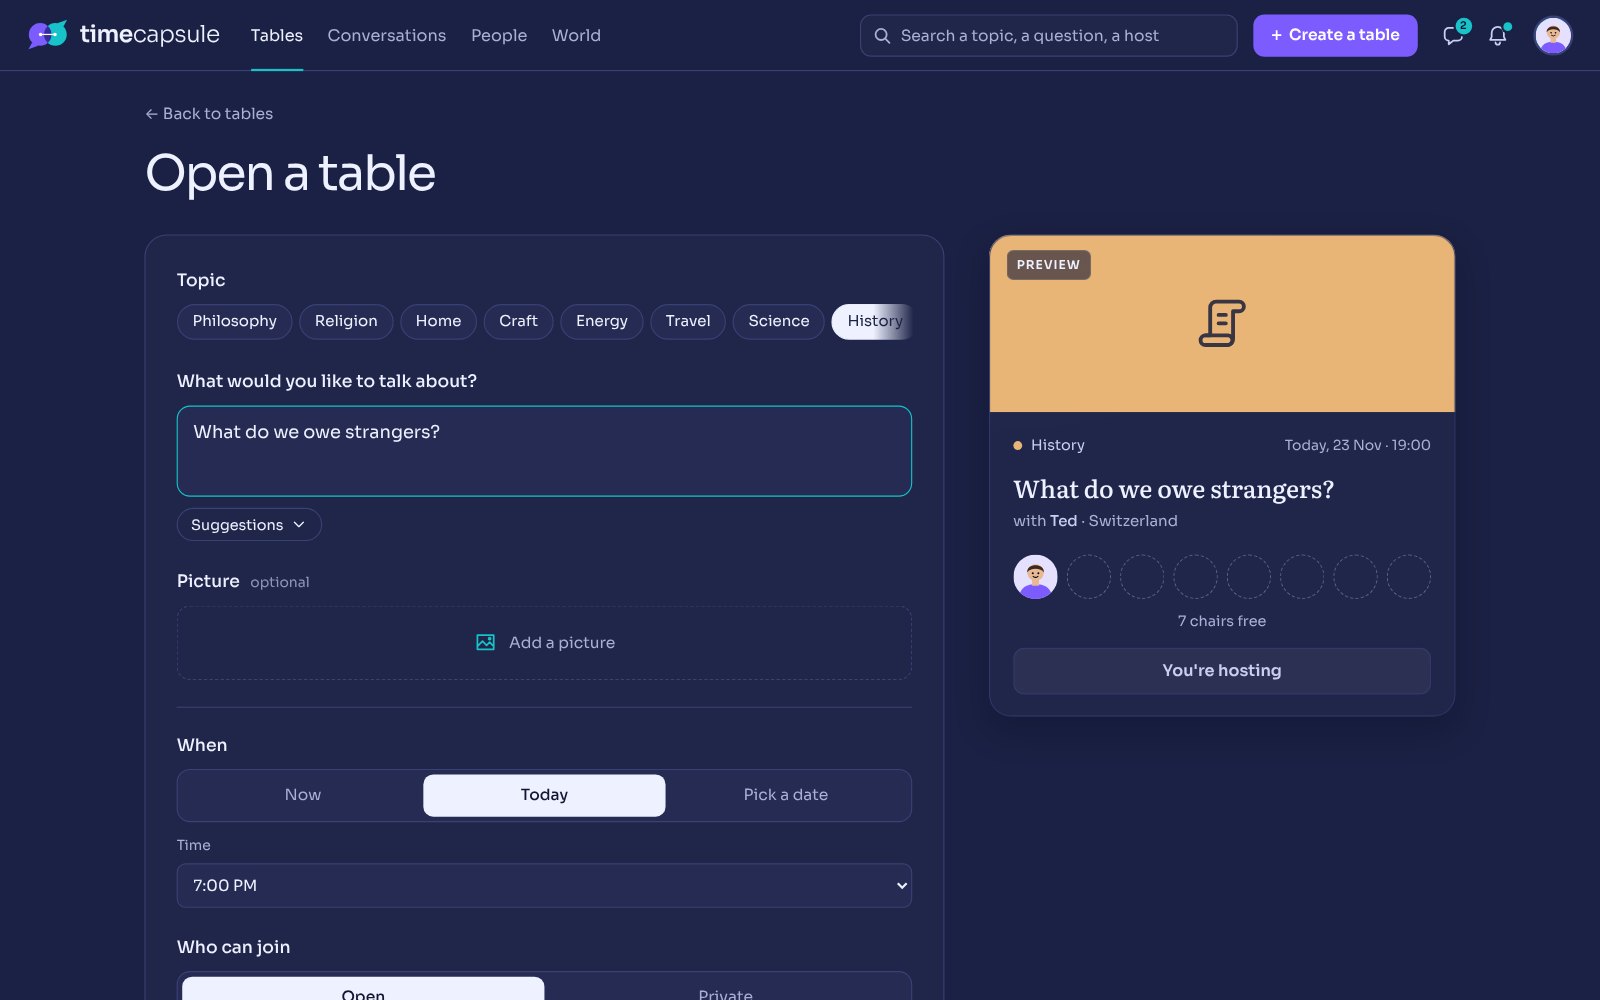 timecapsule
Tables
Conversations
People
World
Search a topic, a question, a host
+ Create a table
2
← Back to tables
Open a table
Topic
Philosophy
Religion
Home
Craft
Energy
Travel
Science
History
What would you like to talk about?
What do we owe strangers?
Suggestions
Picture optional
Add a picture
When
Now
Today
Pick a date
Time
7:00 PM
Who can join
Open
Private
PREVIEW
History
Today, 23 Nov · 19:00
What do we owe strangers?
with Ted · Switzerland
7 chairs free
You're hosting